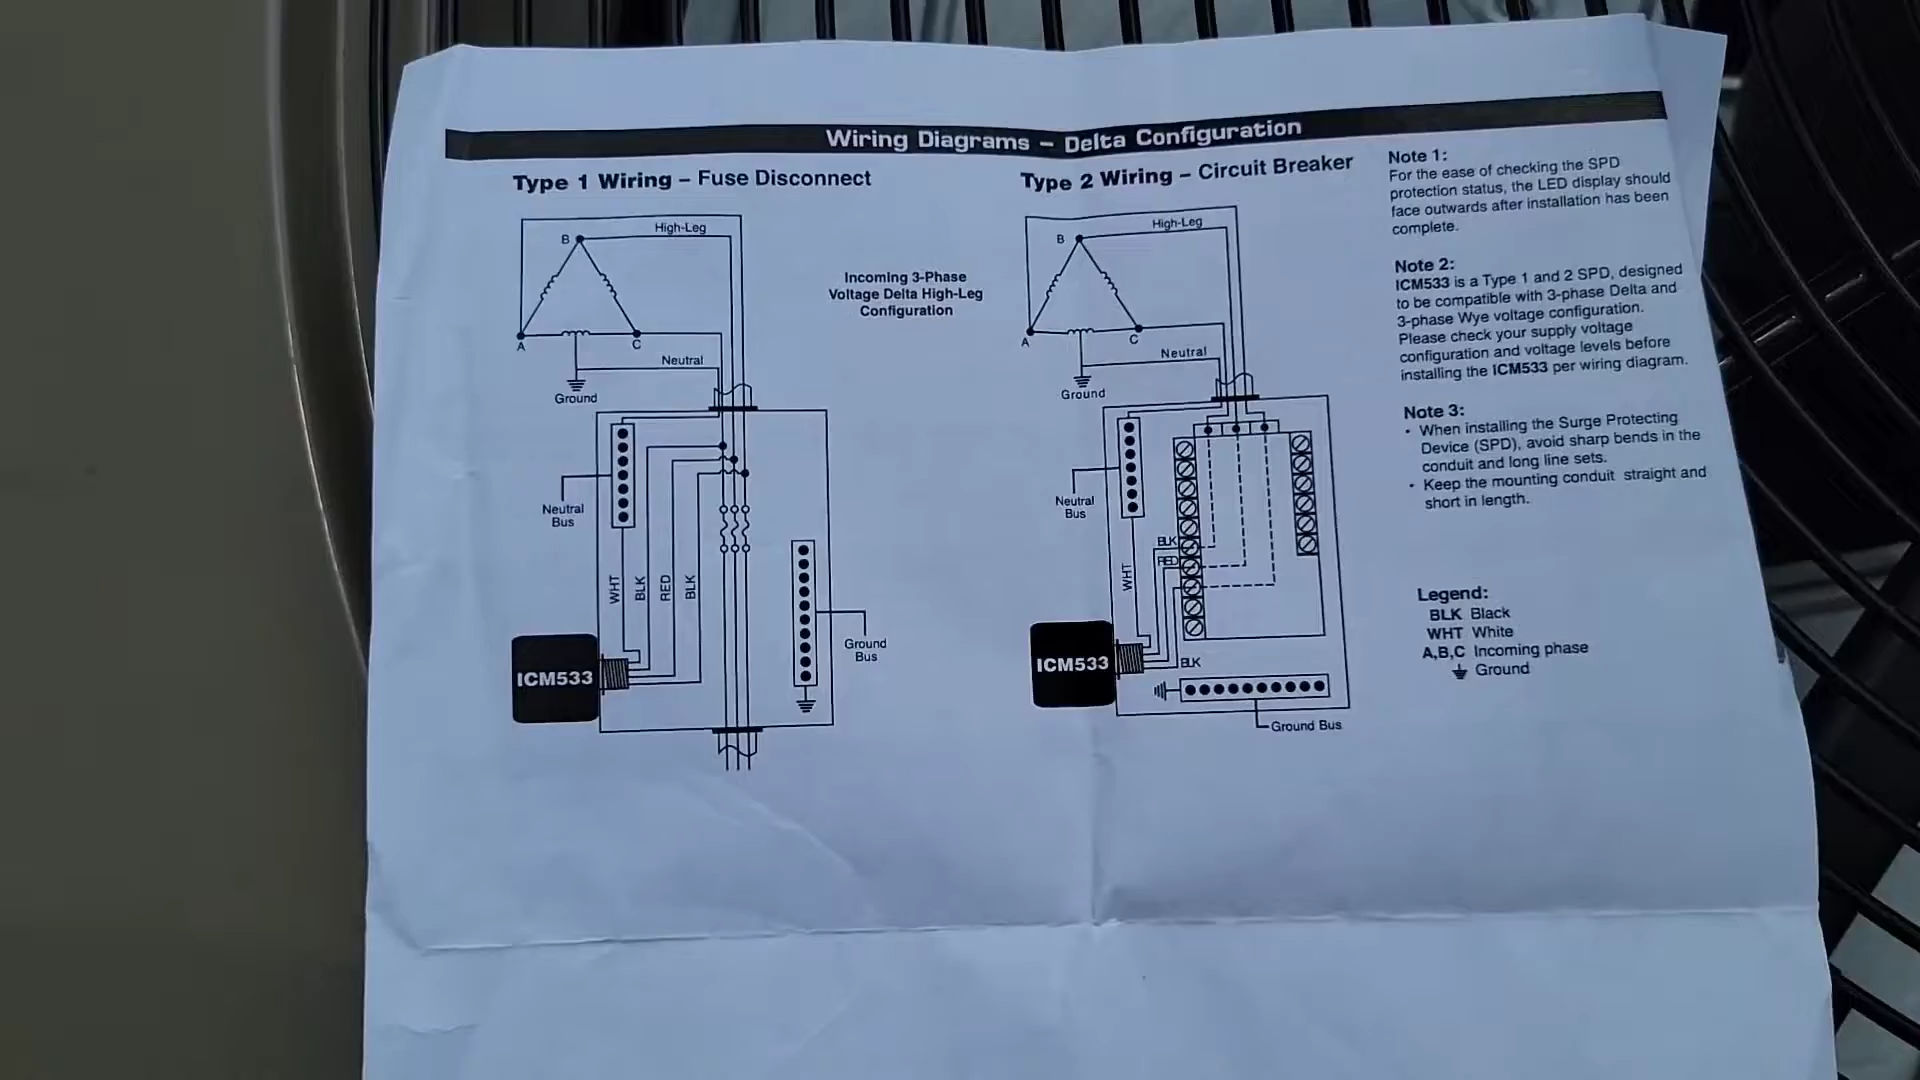 Wiring Diagrams – Delta Configuration
Type 1 Wiring – Fuse Disconnect
B
High-Leg
A
C
Neutral
Ground
Neutral
Bus
WHT
BLK
RED
BLK
Ground
Bus
ICM533
Incoming 3-Phase
Voltage Delta High-Leg
Configuration
Type 2 Wiring – Circuit Breaker
B
High-Leg
A
C
Neutral
Ground
Neutral
Bus
BLK
RED
WHT
BLK
ICM533
Ground Bus
Note 1:
For the ease of checking the SPD
protection status, the LED display should
face outwards after installation has been
complete.
Note 2:
ICM533 is a Type 1 and 2 SPD, designed
to be compatible with 3-phase Delta and
3-phase Wye voltage configuration.
Please check your supply voltage
configuration and voltage levels before
installing the ICM533 per wiring diagram.
Note 3:
• When installing the Surge Protecting
Device (SPD), avoid sharp bends in the
conduit and long line sets.
• Keep the mounting conduit straight and
short in length.
Legend:
BLK Black
WHT White
A,B,C Incoming phase
⏚ Ground